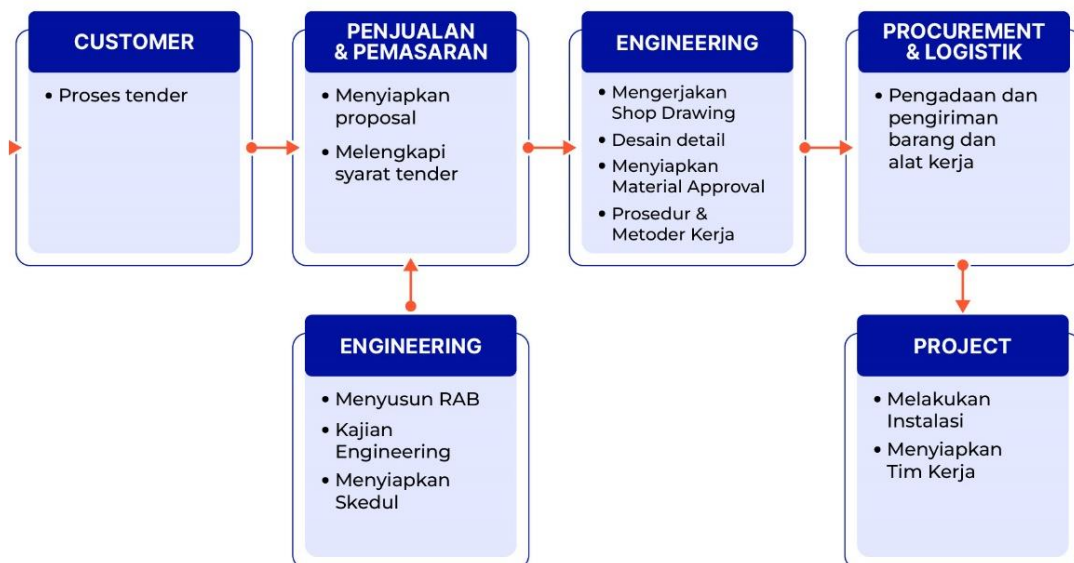 CUSTOMER
• Proses tender
PENJUALAN
& PEMASARAN
• Menyiapkan
proposal
• Melengkapi
syarat tender
ENGINEERING
• Mengerjakan
Shop Drawing
• Desain detail
• Menyiapkan
Material Approval
• Prosedur &
Metoder Kerja
PROCUREMENT
& LOGISTIK
• Pengadaan dan
pengiriman
barang dan
alat kerja
ENGINEERING
• Menyusun RAB
• Kajian
Engineering
• Menyiapkan
Skedul
PROJECT
• Melakukan
Instalasi
• Menyiapkan
Tim Kerja